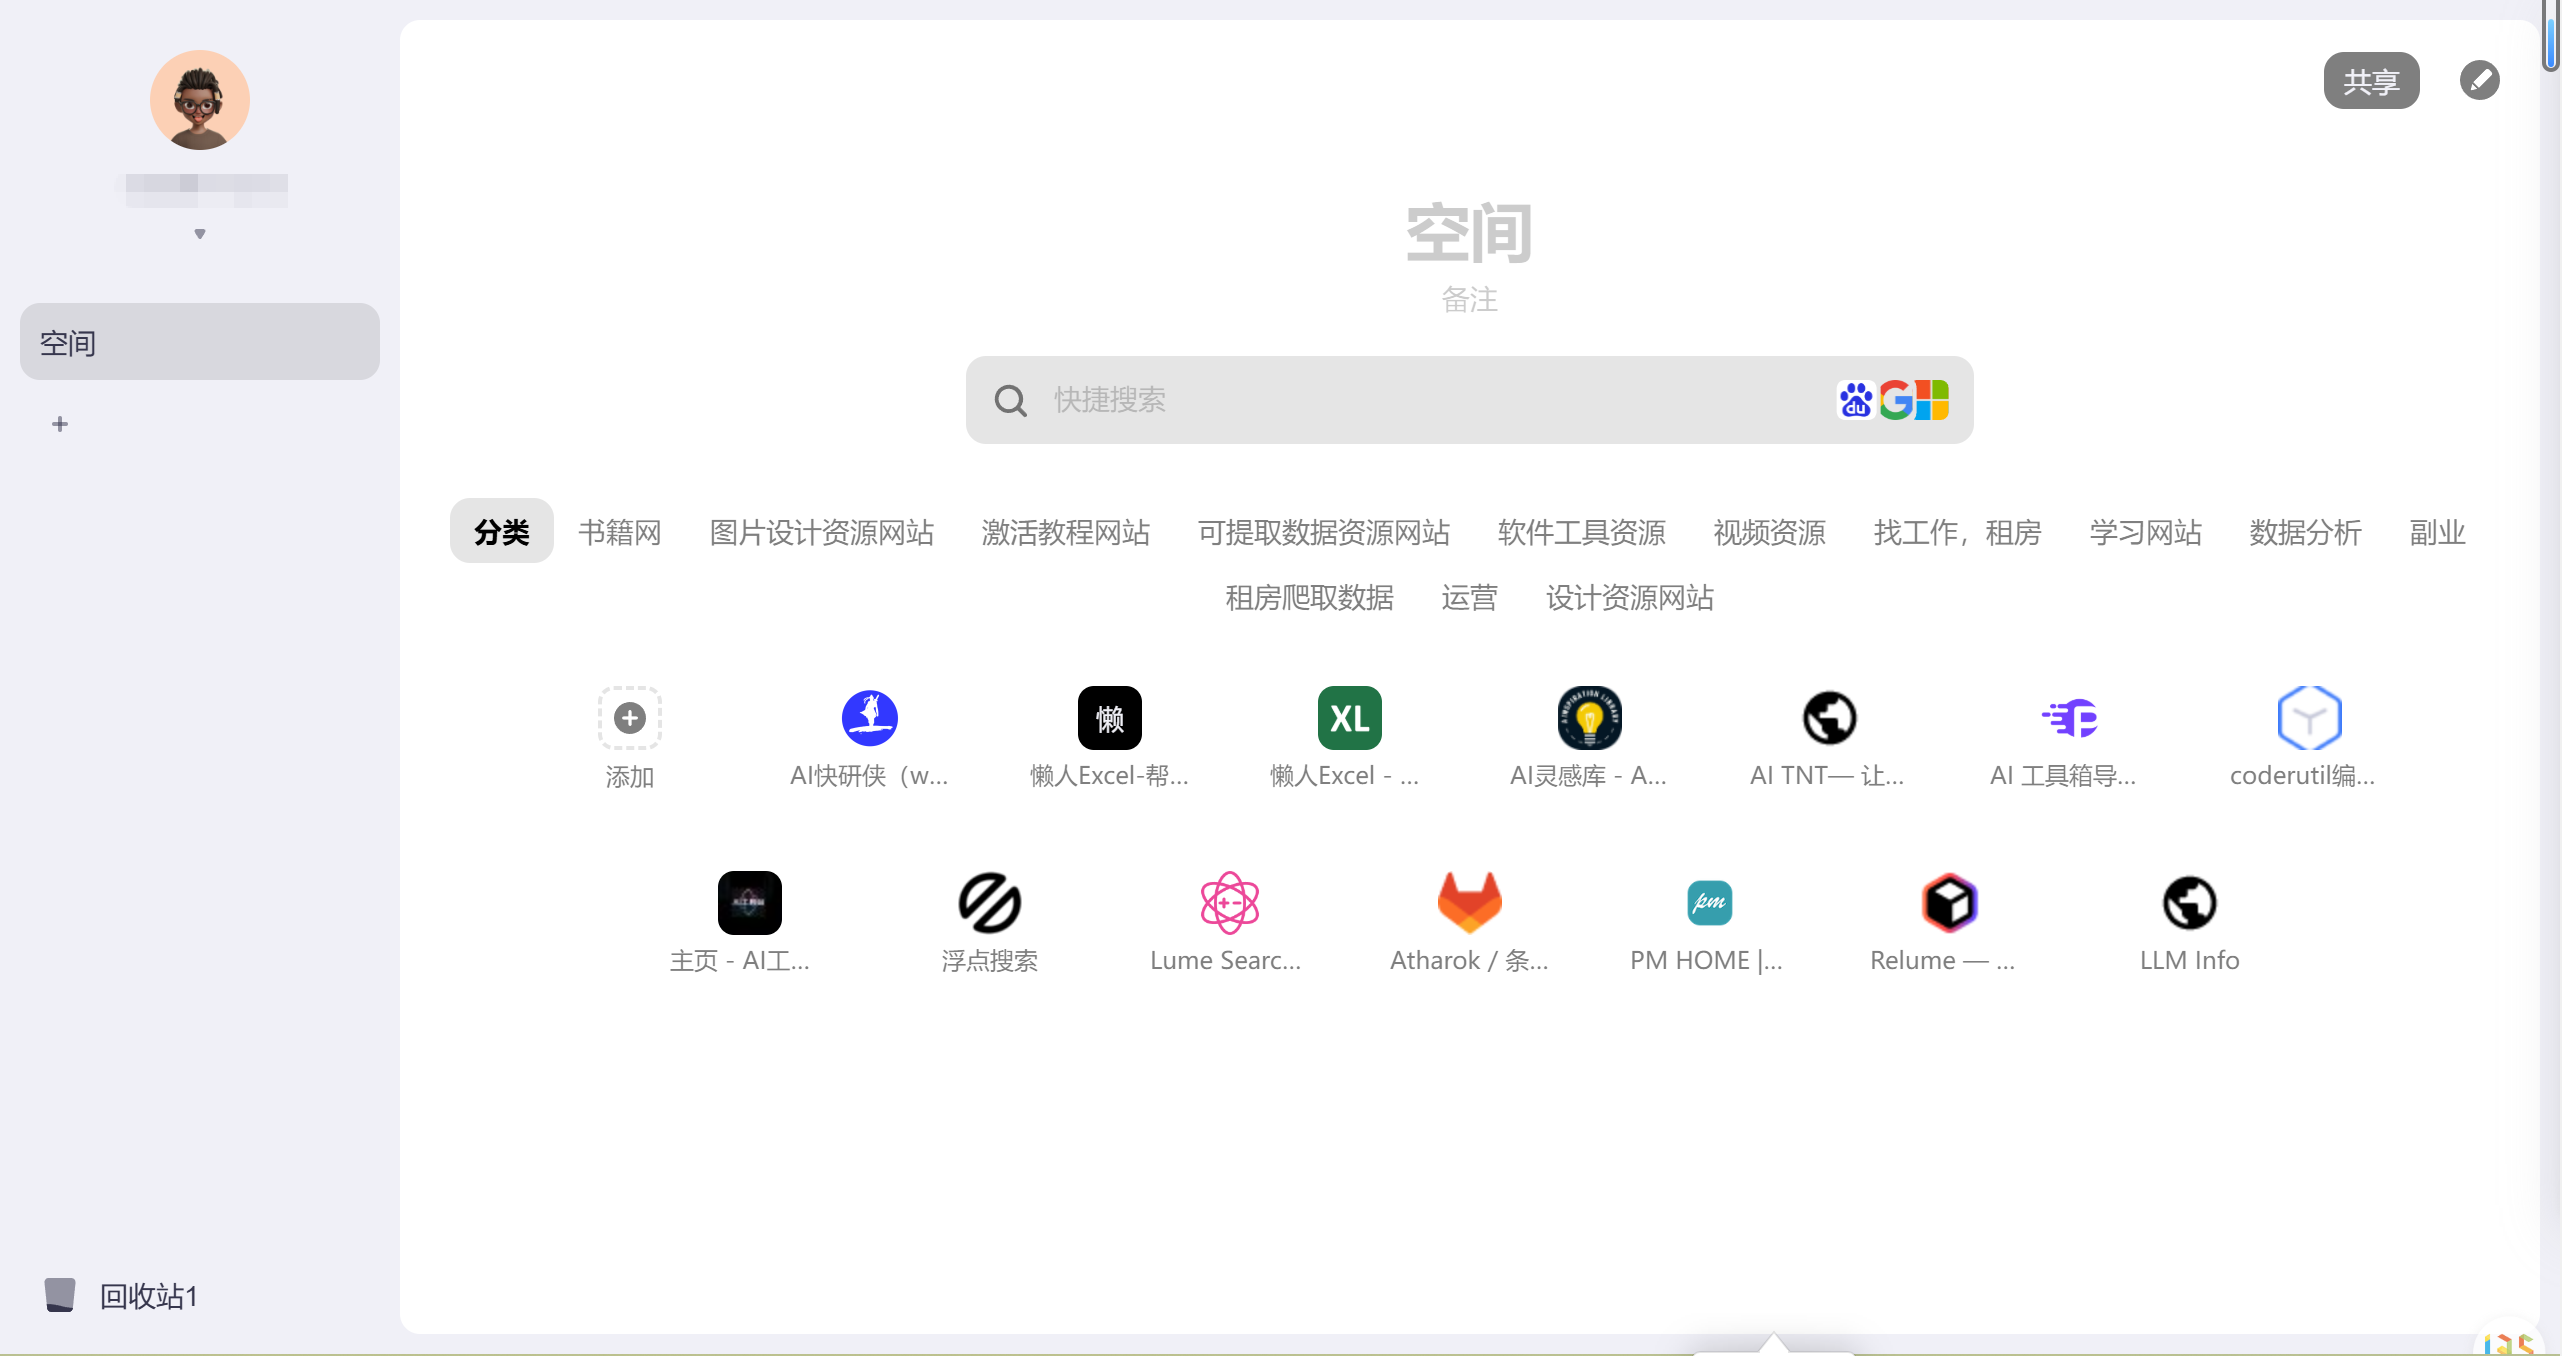 共享
空间
备注
空间
快捷搜索
du
分类 书籍网 图片设计资源网站 激活教程网站 可提取数据资源网站 软件工具资源 视频资源 找工作，租房 学习网站 数据分析 副业
租房爬取数据 运营 设计资源网站
懒 XL
添加 AI快研侠（w... 懒人Excel-帮... 懒人Excel - ... AI灵感库 - A... AI TNT— 让... AI 工具箱导... coderutil编...
pm
主页 - AI工... 浮点搜索 Lume Searc... Atharok / 条... PM HOME |... Relume — ... LLM Info
回收站1